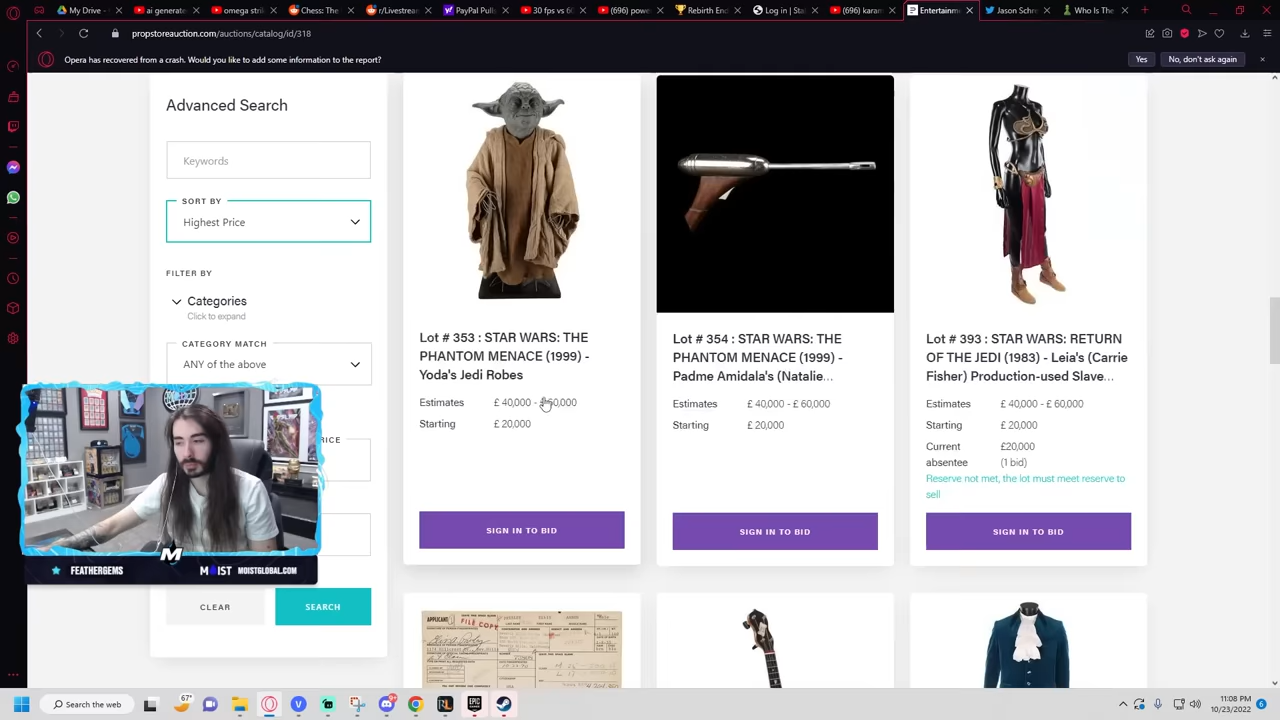 My Drive -
ai generate
omega strik
Chess: The
r/Livestrear
PayPal Pul
30 fps vs 6
(696) powe
Rebirth End
Log in | Sta
(696) karam
Entertainme
Jason Schr
Who Is The
propstoreauction.com/auctions/catalog/id/318
Opera has recovered from a crash. Would you like to add some information to the report?
Yes
No, don't ask again
Advanced Search
Keywords
SORT BY
Highest Price
FILTER BY
Categories
Click to expand
CATEGORY MATCH
ANY of the above
RICE
FEATHERGEMS
MOIST
MOISTGLOBAL.COM
CLEAR
SEARCH
Lot # 353 : STAR WARS: THE
PHANTOM MENACE (1999) -
Yoda's Jedi Robes
Estimates £ 40,000 - £ 60,000
Starting £ 20,000
SIGN IN TO BID
Lot # 354 : STAR WARS: THE
PHANTOM MENACE (1999) -
Padme Amidala's (Natalie...
Estimates £ 40,000 - £ 60,000
Starting £ 20,000
SIGN IN TO BID
Lot # 393 : STAR WARS: RETURN
OF THE JEDI (1983) - Leia's (Carrie
Fisher) Production-used Slave...
Estimates £ 40,000 - £ 60,000
Starting £ 20,000
Current £20,000
absentee (1 bid)
Reserve not met, the lot must meet reserve to
sell
SIGN IN TO BID
APPLICANT
FILE COPY
Search the web
67
11:08 PM
10/23/2022